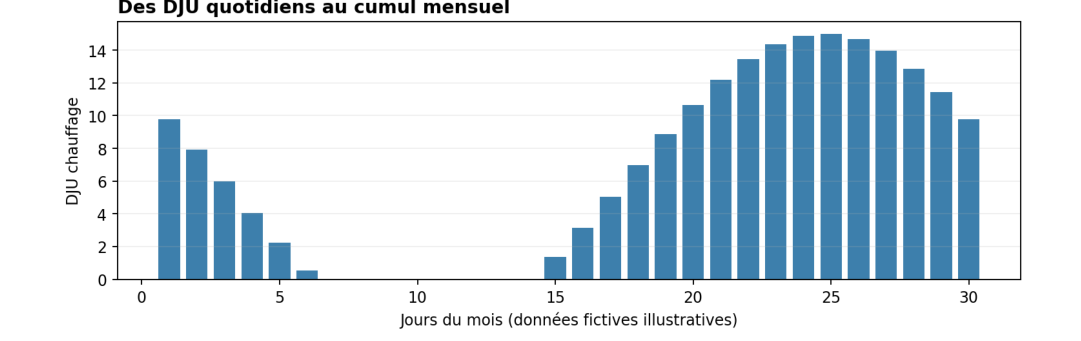 Des DJU quotidiens au cumul mensuel
14
12
10
8
6
4
2
0
DJU chauffage
0 5 10 15 20 25 30
Jours du mois (données fictives illustratives)